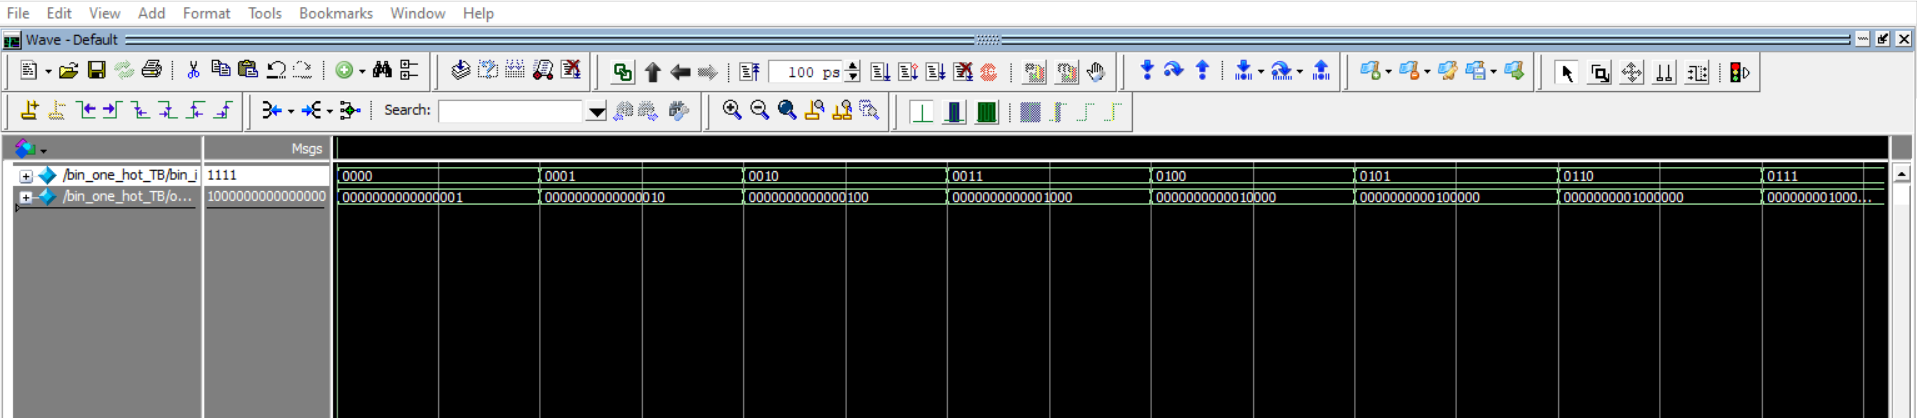 File Edit View Add Format Tools Bookmarks Window Help
Wave - Default
100 ps
Search:
Msgs
/bin_one_hot_TB/bin_i 1111 0000 0001 0010 0011 0100 0101 0110 0111
/bin_one_hot_TB/o... 1000000000000000 0000000000000001 0000000000000010 0000000000000100 0000000000001000 0000000000010000 0000000000100000 0000000001000000 000000001000...